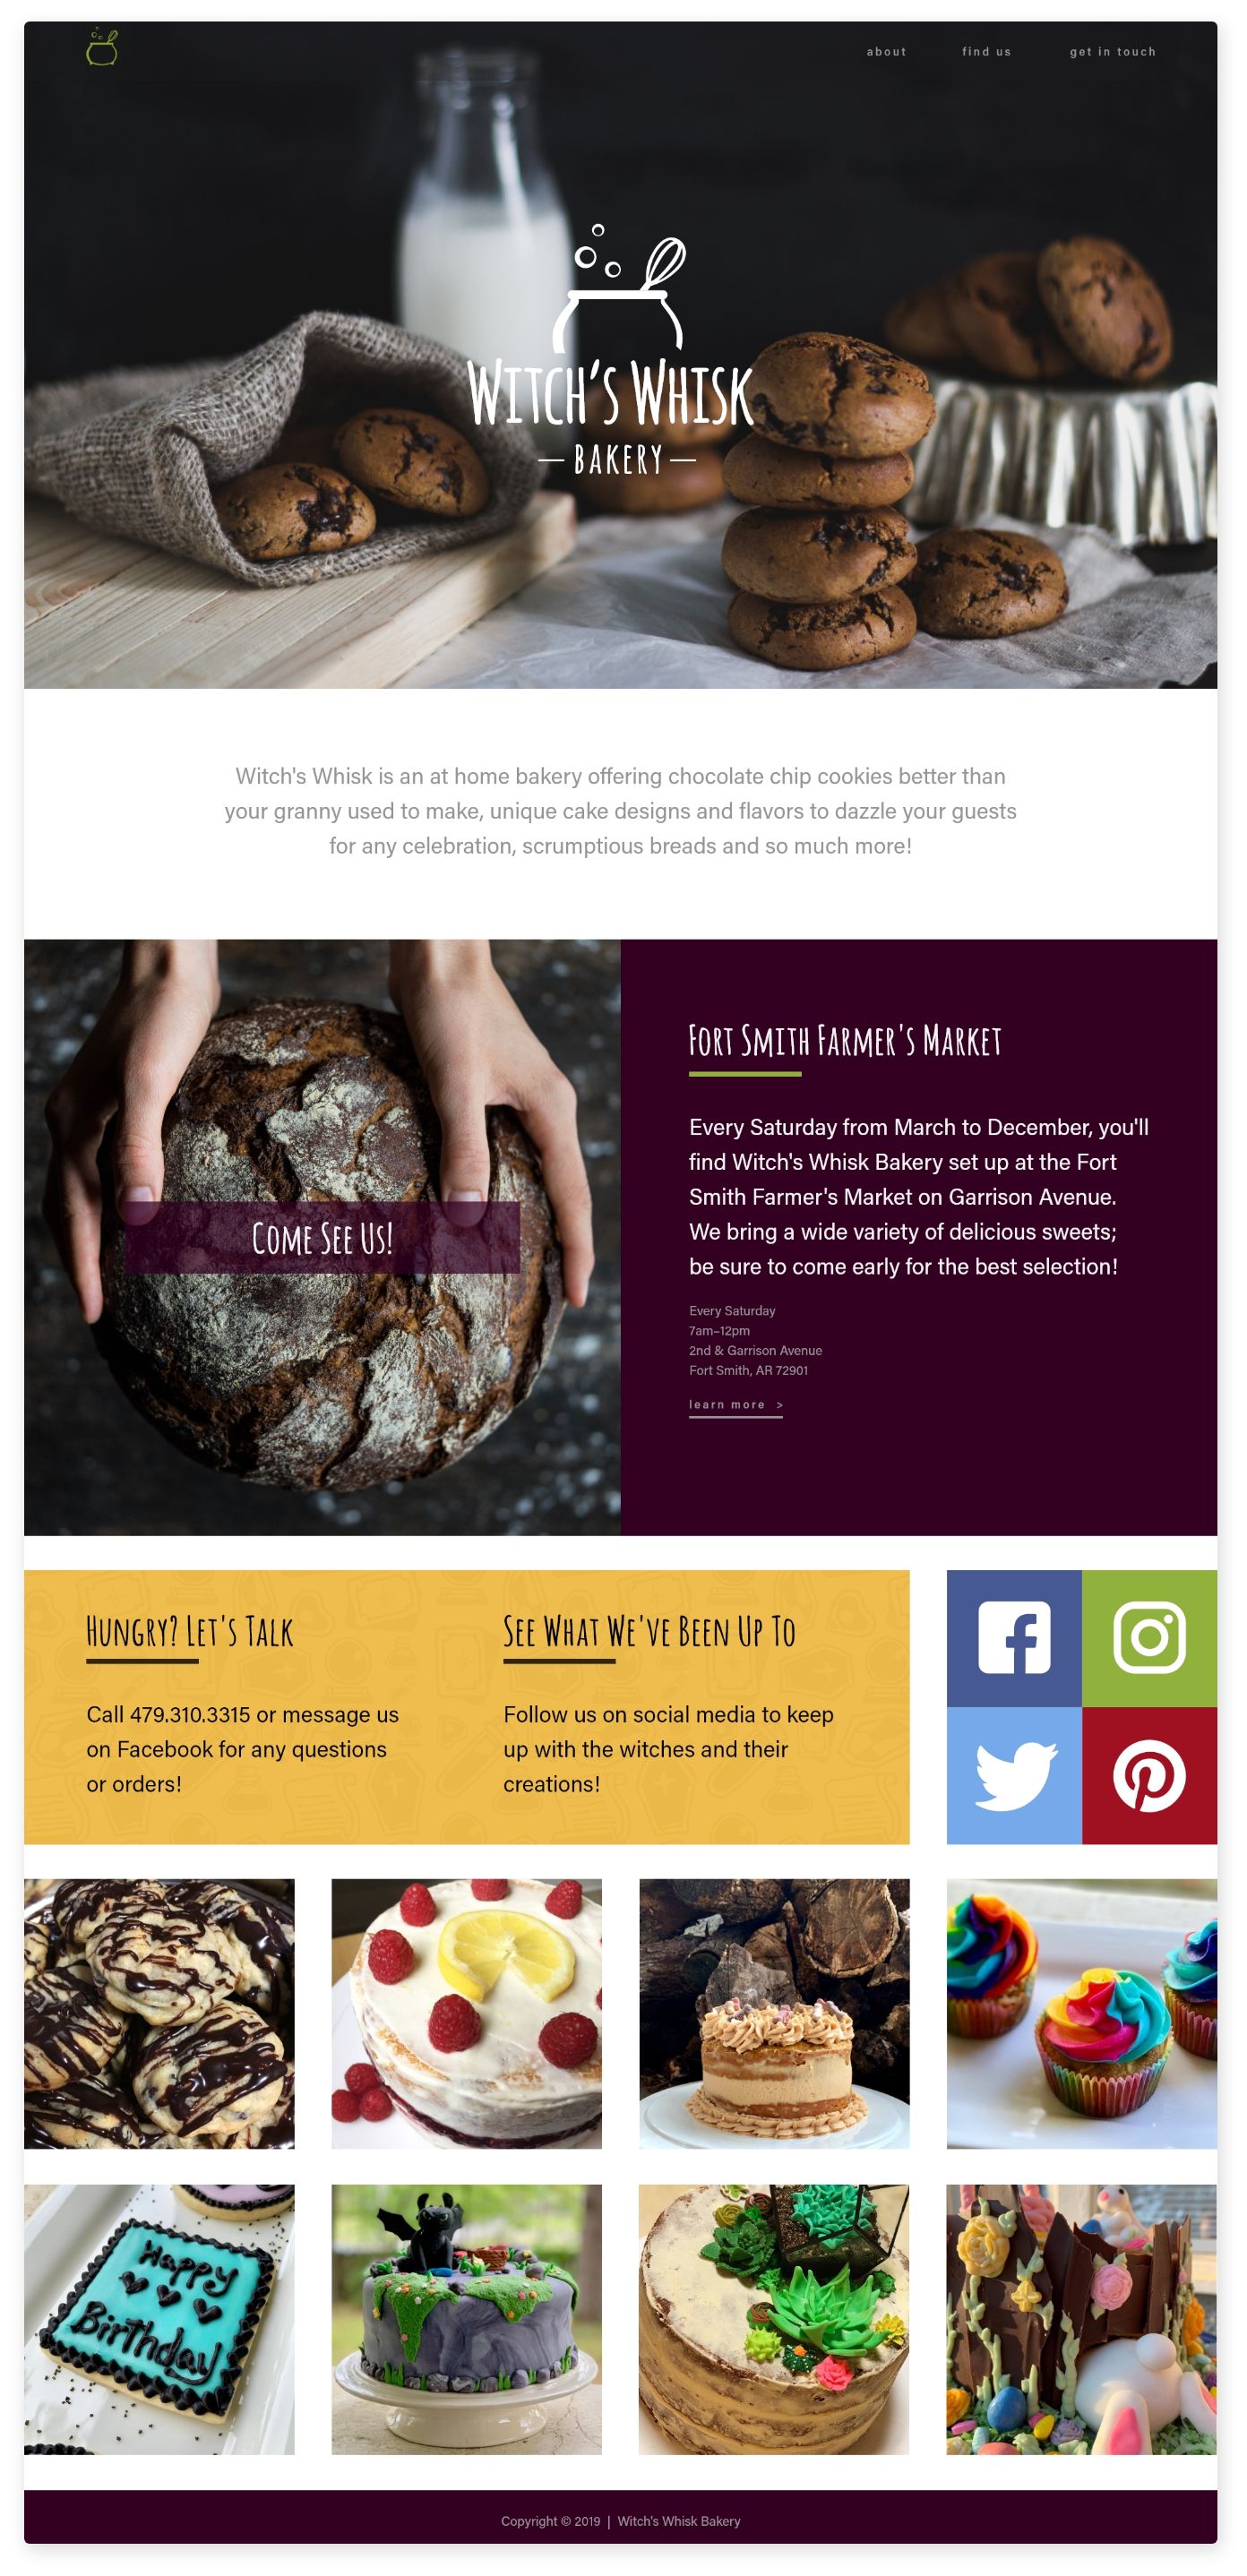 about find us get in touch
Witch's Whisk
BAKERY
Witch's Whisk is an at home bakery offering chocolate chip cookies better than
your granny used to make, unique cake designs and flavors to dazzle your guests
for any celebration, scrumptious breads and so much more!
Come See Us!
Fort Smith Farmer's Market
Every Saturday from March to December, you'll
find Witch's Whisk Bakery set up at the Fort
Smith Farmer's Market on Garrison Avenue.
We bring a wide variety of delicious sweets;
be sure to come early for the best selection!
Every Saturday
7am–12pm
2nd & Garrison Avenue
Fort Smith, AR 72901
learn more >
Hungry? Let's Talk
Call 479.310.3315 or message us
on Facebook for any questions
or orders!
See What We've Been Up To
Follow us on social media to keep
up with the witches and their
creations!
Happy
Birthday
Copyright © 2019 | Witch's Whisk Bakery